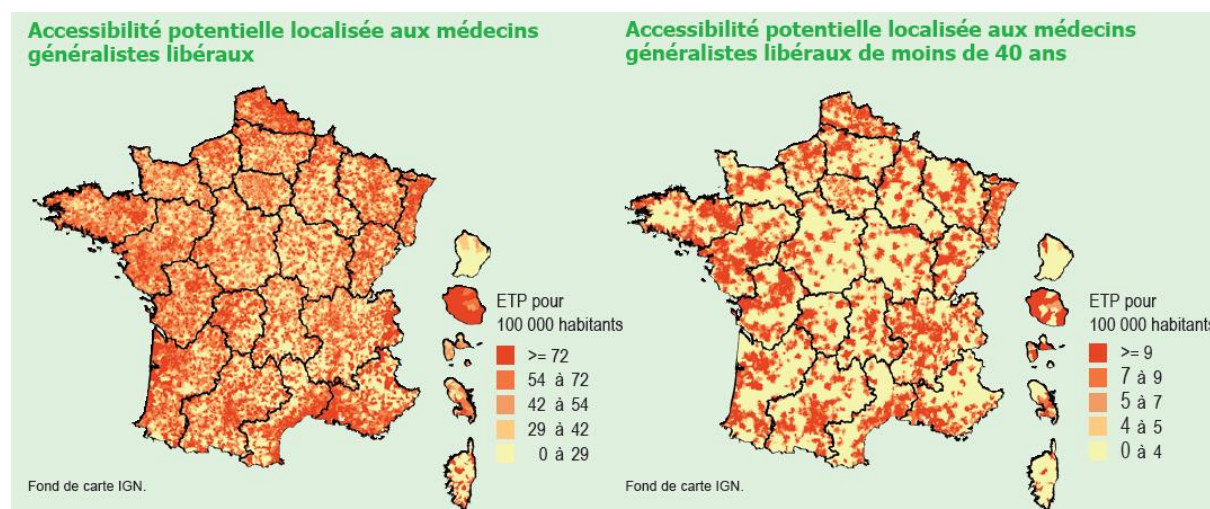 Accessibilité potentielle localisée aux médecins
généralistes libéraux
ETP pour
100 000 habitants
>= 72
54 à 72
42 à 54
29 à 42
0 à 29
Fond de carte IGN.
Accessibilité potentielle localisée aux médecins
généralistes libéraux de moins de 40 ans
ETP pour
100 000 habitants
>= 9
7 à 9
5 à 7
4 à 5
0 à 4
Fond de carte IGN.